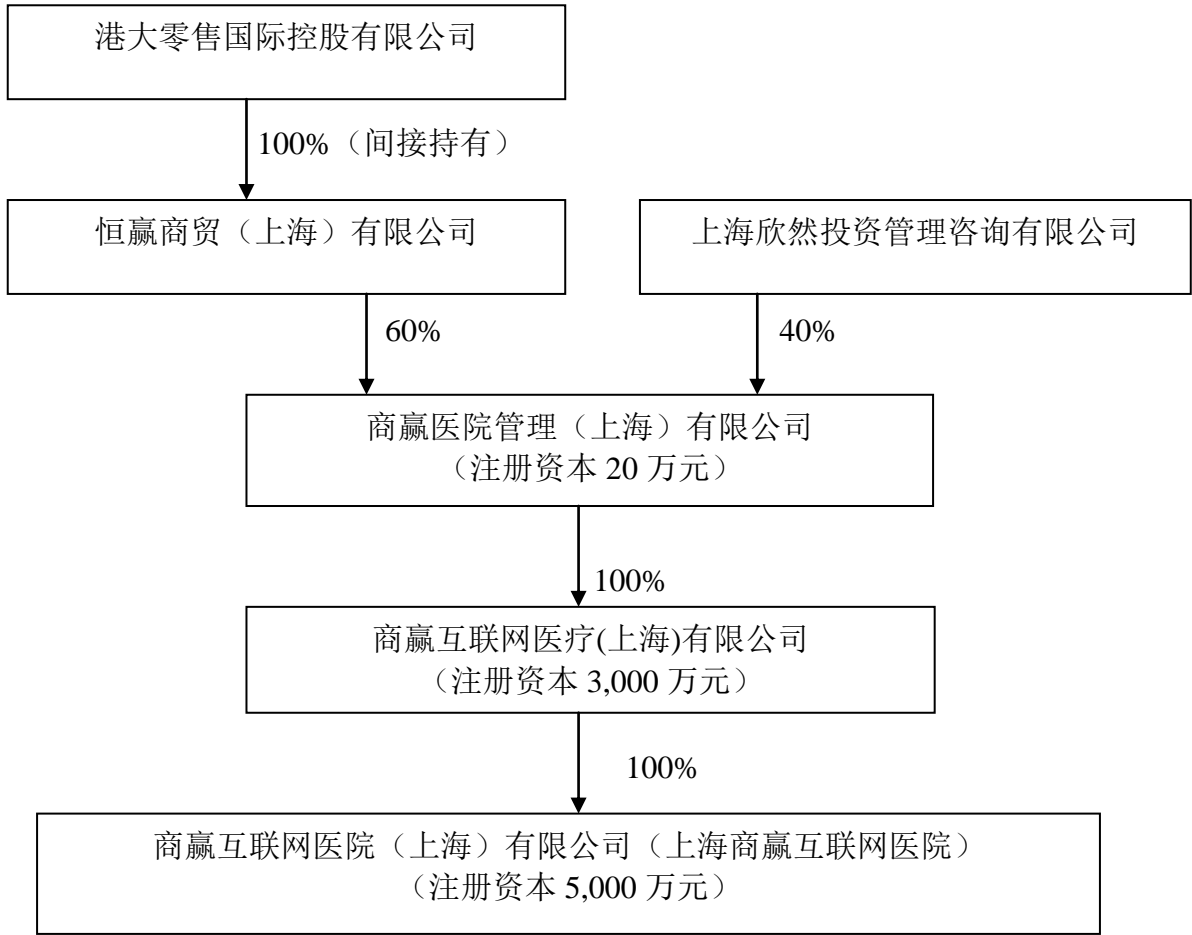 港大零售国际控股有限公司
100%（间接持有）
恒赢商贸（上海）有限公司
上海欣然投资管理咨询有限公司
60%
40%
商赢医院管理（上海）有限公司
（注册资本 20 万元）
100%
商赢互联网医疗(上海)有限公司
（注册资本 3,000 万元）
100%
商赢互联网医院（上海）有限公司（上海商赢互联网医院）
（注册资本 5,000 万元）